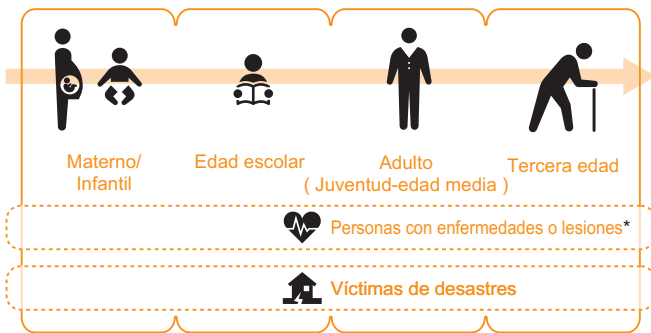 Materno/
Infantil
Edad escolar
Adulto
( Juventud-edad media )
Tercera edad
Personas con enfermedades o lesiones*
Víctimas de desastres